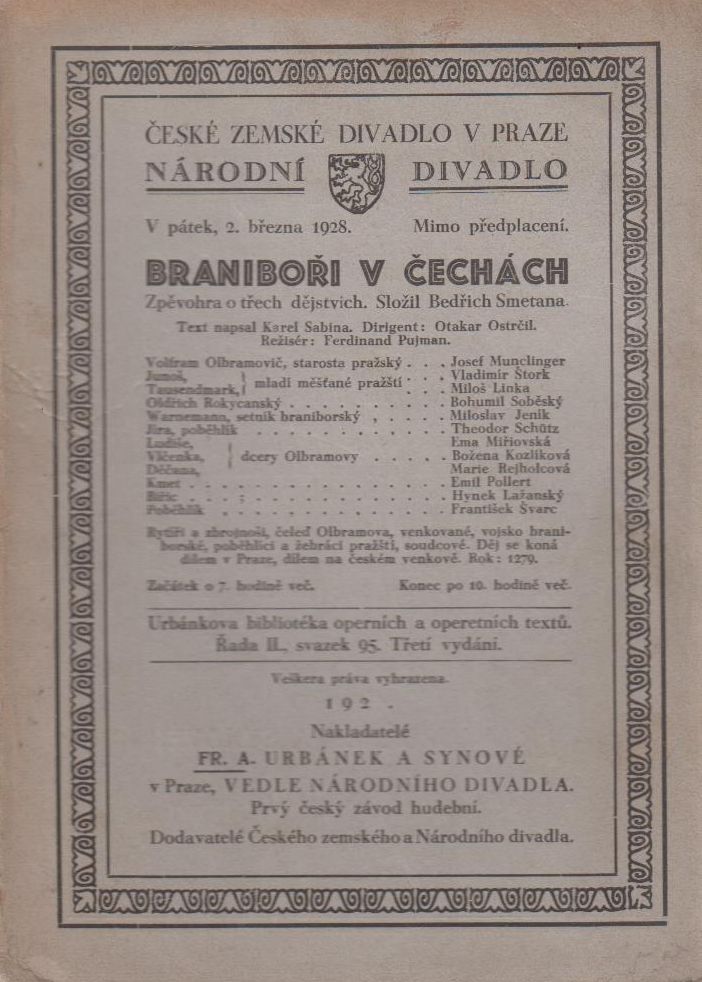 ČESKÉ ZEMSKÉ DIVADLO V PRAZE
NÁRODNÍ DIVADLO
V pátek, 2. března 1928. Mimo předplacení.
BRANIBOŘI V ČECHÁCH
Zpěvohra o třech dějstvích. Složil Bedřich Smetana.
Text napsal Karel Sabina. Dirigent: Otakar Ostrčil.
Režisér: Ferdinand Pujman.
Volfram Olbramovič, starosta pražský . . . Josef Munclinger
Junoš, Vladimír Štork
mladí měšťané pražští . . .
Tausendmark, Miloš Linka
Oldřich Rokycanský . . . . . . . . . . Bohumil Soběský
Warnemann, setník braniborský , . . . . Miloslav Jeník
Jíra, poběhlík . . . . . . . . . . . . Theodor Schütz
Ludiše, Ema Miřiovská
Vlčenka, dcery Olbramovy . . . . . Božena Kozlíková
Děčana, Marie Rejholcová
Kmet . . . . . . . . . . . . . . . Emil Pollert
Biřic . . . ; . . . . . . . . . . . Hynek Lažanský
Poběhlík . . . . . . . . . . . . . František Švarc
Rytíři a zbrojnoši, čeleď Olbramova, venkované, vojsko brani-
borské, poběhlíci a žebráci pražští, soudcové. Děj se koná
dílem v Praze, dílem na českém venkově. Rok: 1279.
Začátek o 7. hodině več. Konec po 10. hodině več.
Urbánkova bibliotéka operních a operetních textů.
Řada II., svazek 95. Třetí vydání.
Veškera práva vyhrazena.
192 .
Nakladatelé
FR. A. URBÁNEK A SYNOVÉ
v Praze, VEDLE NÁRODNÍHO DIVADLA.
Prvý český závod hudební.
Dodavatelé Českého zemského a Národního divadla.